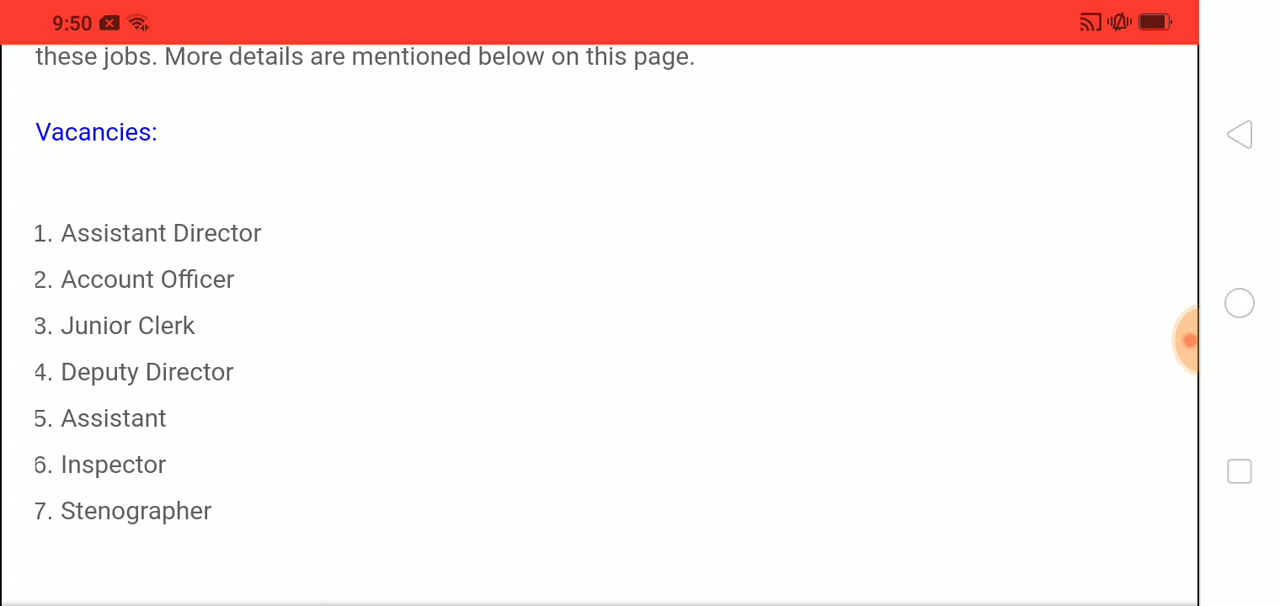 9:50
these jobs. More details are mentioned below on this page.
Vacancies:
1. Assistant Director
2. Account Officer
3. Junior Clerk
4. Deputy Director
5. Assistant
6. Inspector
7. Stenographer